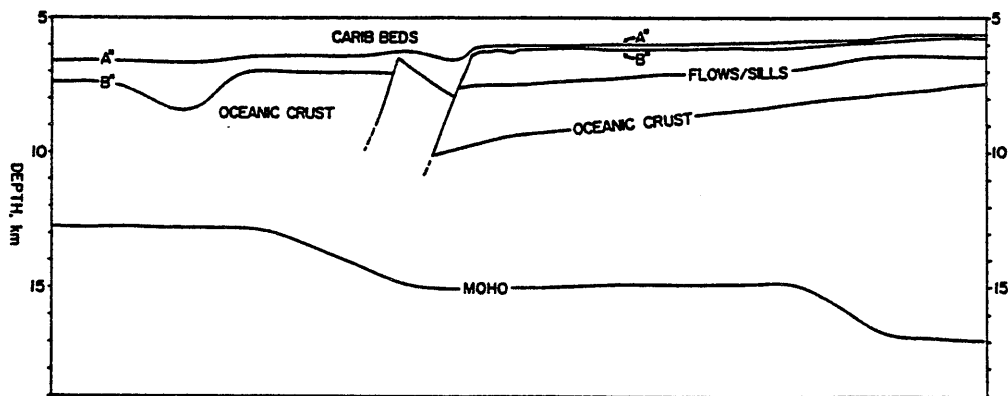 5
5
CARIB BEDS
A"
A"
B"
B"
FLOWS/SILLS
OCEANIC CRUST
OCEANIC CRUST
10
10
DEPTH, km
MOHO
15
15